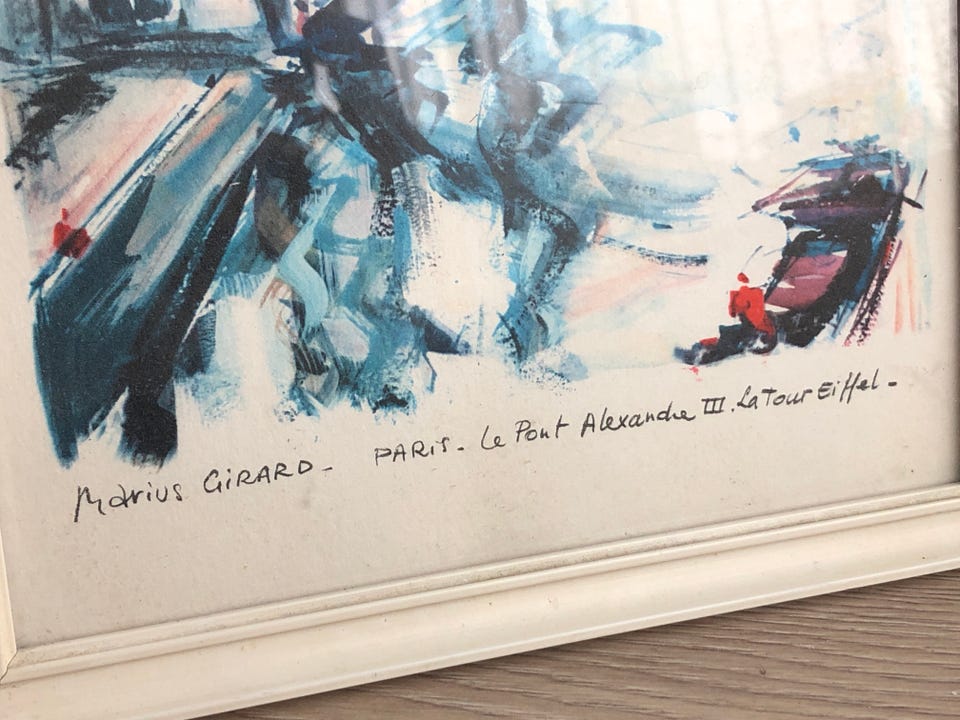 Marius GiRARD - PARiS - Le Pont Alexandre III. La Tour Eiffel -